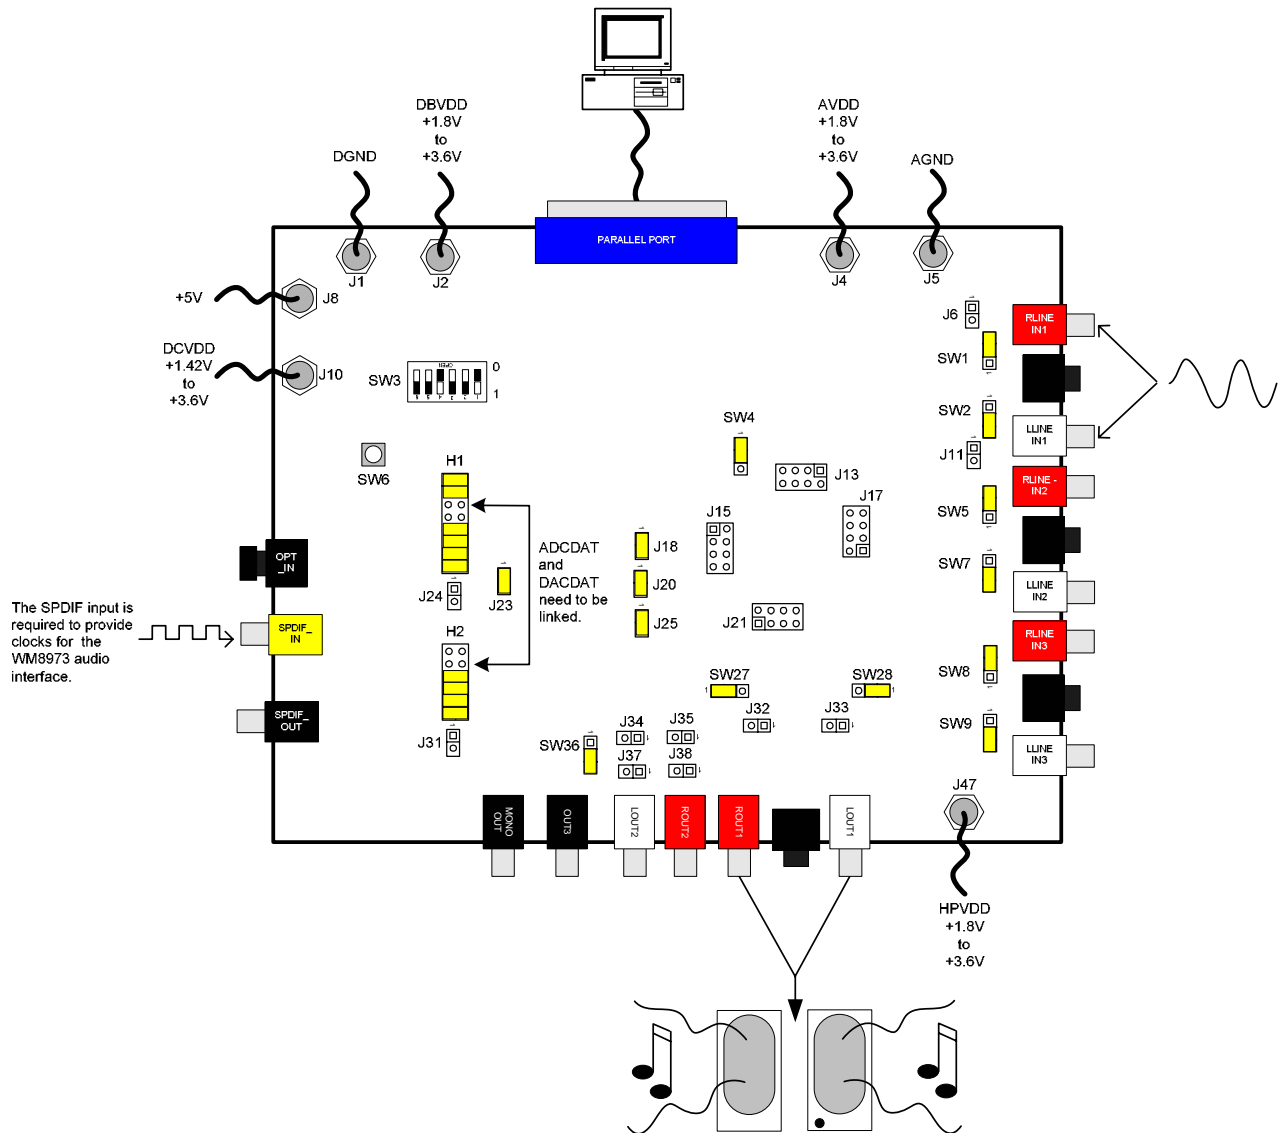 DBVDD
+1.8V
to
+3.6V
AVDD
+1.8V
to
+3.6V
DGND
AGND
PARALLEL PORT
J1
J2
J4
J5
+5V
J8
DCVDD
+1.42V
to
+3.6V
J10
SW3
OPEN
0
1
J6
RLINE
IN1
SW1
SW2
LLINE
IN1
J11
SW4
SW6
H1
J13
RLINE -
IN2
J17
J15
SW5
OPT
_IN
ADCDAT
and
DACDAT
need to be
linked.
J18
J20
J25
SW7
LLINE
IN2
J24
J23
J21
The SPDIF input is
required to provide
clocks for the
WM8973 audio
interface.
SPDIF_
IN
H2
RLINE
IN3
SW8
SW27
SW28
SPDIF_
OUT
J32
J33
SW9
J31
SW36
J34
J35
J37
J38
LLINE
IN3
J47
MONO
OUT
OUT3
LOUT2
ROUT2
ROUT1
LOUT1
HPVDD
+1.8V
to
+3.6V